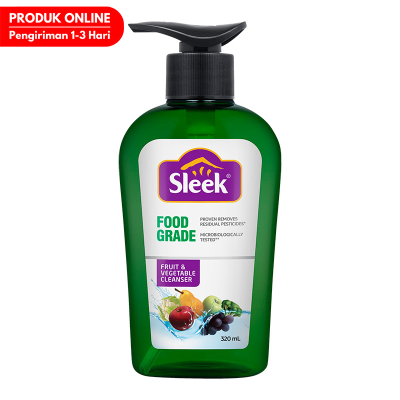 PRODUK ONLINE
Pengiriman 1-3 Hari
Sleek®
FOOD
GRADE
PROVEN REMOVES
RESIDUAL PESTICIDES*
MICROBIOLOGICALLY
TESTED**
FRUIT &
VEGETABLE
CLEANSER
320 mL